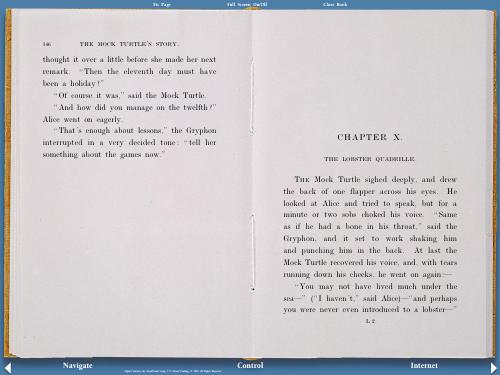 Fit Page
Full Screen On/Off
Close Book
146
THE MOCK TURTLE'S STORY.
thought it over a little before she made her next
remark. "Then the eleventh day must have
been a holiday?"
"Of course it was," said the Mock Turtle.
"And how did you manage on the twelfth?"
Alice went on eagerly.
"That's enough about lessons," the Gryphon
interrupted in a very decided tone: "tell her
something about the games now."
CHAPTER X.
THE LOBSTER QUADRILLE.
THE Mock Turtle sighed deeply, and drew
the back of one flapper across his eyes. He
looked at Alice and tried to speak, but for a
minute or two sobs choked his voice. "Same
as if he had a bone in his throat," said the
Gryphon, and it set to work shaking him
and punching him in the back. At last the
Mock Turtle recovered his voice, and, with tears
running down his cheeks, he went on again:—
"You may not have lived much under the
sea—" ("I haven't," said Alice)—"and perhaps
you were never even introduced to a lobster—"
L 2
Navigate
Control
Internet